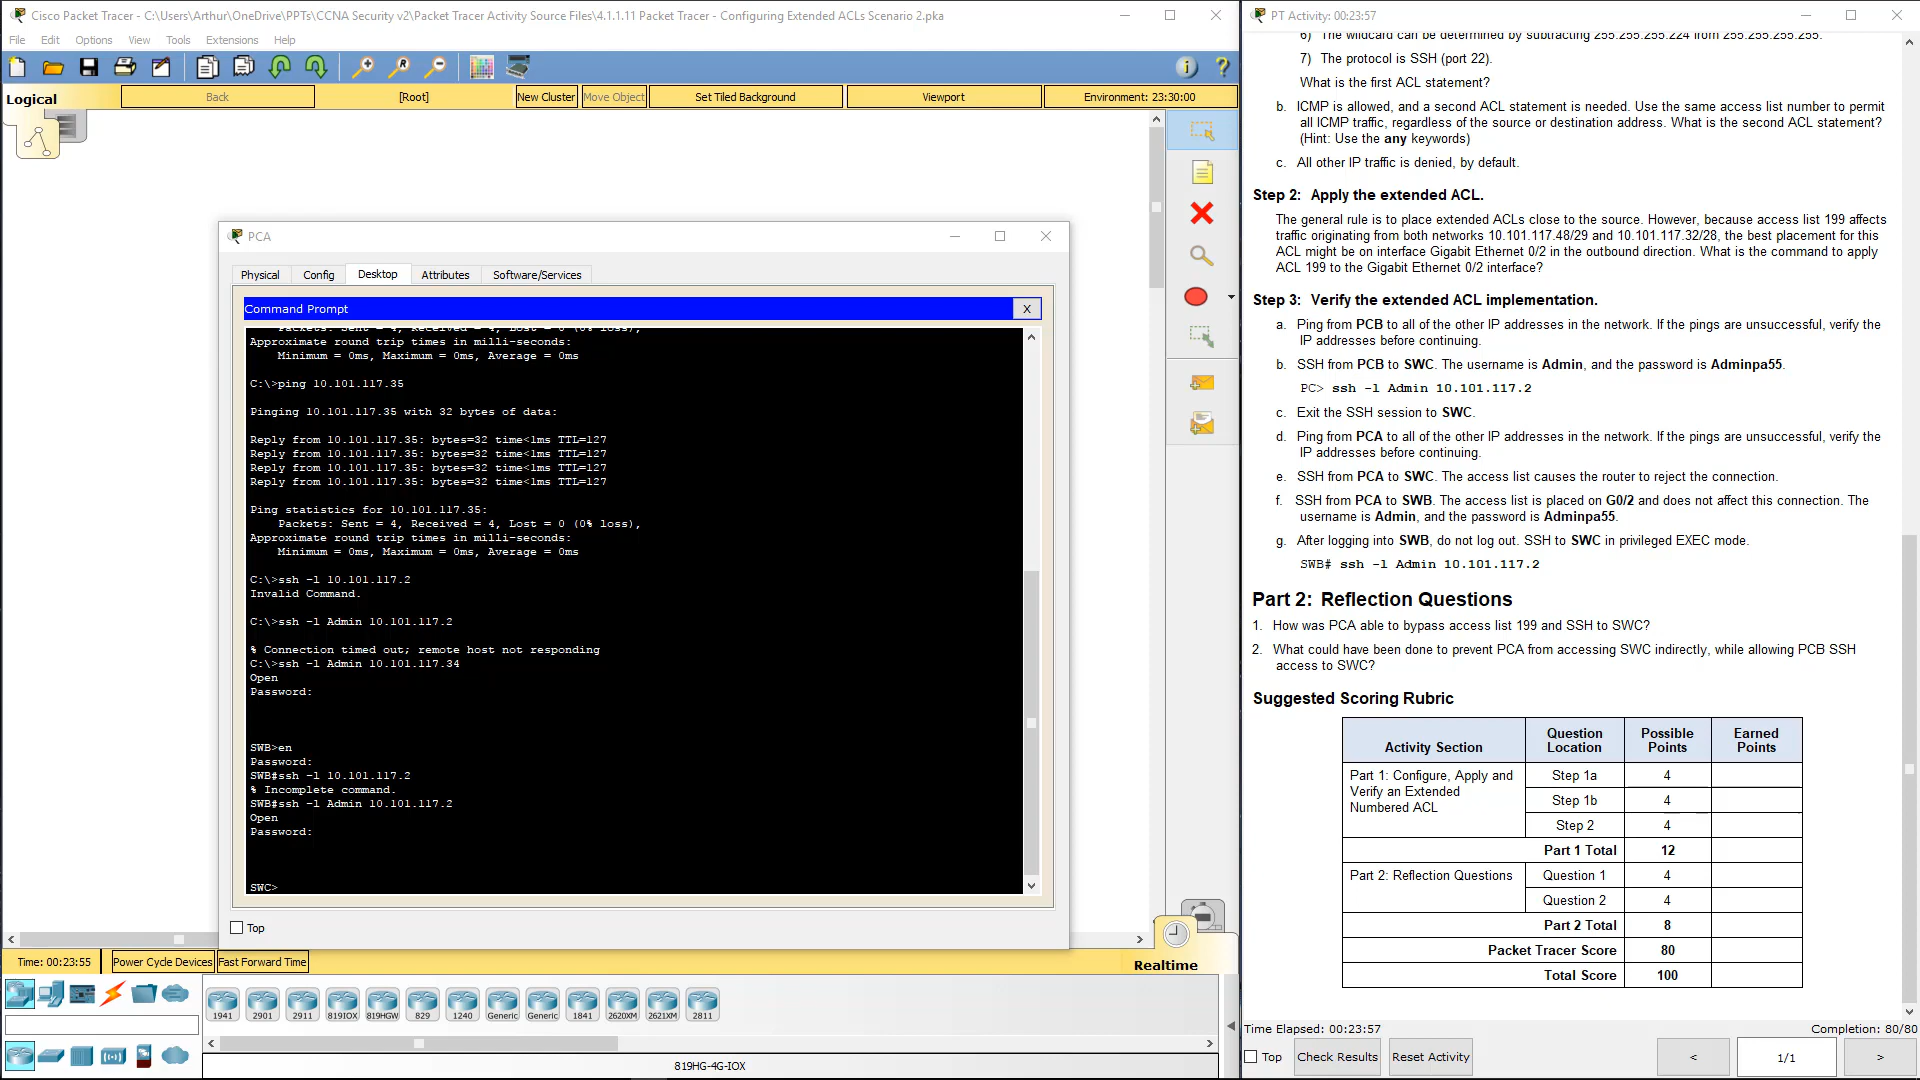 Cisco Packet Tracer - C:\Users\Arthur\OneDrive\PPTs\CCNA Security v2\Packet Tracer Activity Source Files\4.1.1.11 Packet Tracer - Configuring Extended ACLs Scenario 2.pka
File Edit Options View Tools Extensions Help
Logical
Back
[Root]
New Cluster
Move Object
Set Tiled Background
Viewport
Environment: 23:30:00
PCA
Physical
Config
Desktop
Attributes
Software/Services
Command Prompt
X
Packets: Sent = 4, Received = 4, Lost = 0 (0% loss),
Approximate round trip times in milli-seconds:
Minimum = 0ms, Maximum = 0ms, Average = 0ms
C:\>ping 10.101.117.35
Pinging 10.101.117.35 with 32 bytes of data:
Reply from 10.101.117.35: bytes=32 time<1ms TTL=127
Reply from 10.101.117.35: bytes=32 time<1ms TTL=127
Reply from 10.101.117.35: bytes=32 time<1ms TTL=127
Reply from 10.101.117.35: bytes=32 time<1ms TTL=127
Ping statistics for 10.101.117.35:
Packets: Sent = 4, Received = 4, Lost = 0 (0% loss),
Approximate round trip times in milli-seconds:
Minimum = 0ms, Maximum = 0ms, Average = 0ms
C:\>ssh -l 10.101.117.2
Invalid Command.
C:\>ssh -l Admin 10.101.117.2
% Connection timed out; remote host not responding
C:\>ssh -l Admin 10.101.117.34
Open
Password:
SWB>en
Password:
SWB#ssh -l 10.101.117.2
% Incomplete command.
SWB#ssh -l Admin 10.101.117.2
Open
Password:
SWC>
Top
Time: 00:23:55
Power Cycle Devices
Fast Forward Time
Realtime
1941
2901
2911
819IOX
819HGW
829
1240
Generic
Generic
1841
2620XM
2621XM
2811
819HG-4G-IOX
PT Activity: 00:23:57
6) The wildcard can be determined by subtracting 255.255.255.224 from 255.255.255.255.
7) The protocol is SSH (port 22).
What is the first ACL statement?
b. ICMP is allowed, and a second ACL statement is needed. Use the same access list number to permit
all ICMP traffic, regardless of the source or destination address. What is the second ACL statement?
(Hint: Use the any keywords)
c. All other IP traffic is denied, by default.
Step 2: Apply the extended ACL.
The general rule is to place extended ACLs close to the source. However, because access list 199 affects
traffic originating from both networks 10.101.117.48/29 and 10.101.117.32/28, the best placement for this
ACL might be on interface Gigabit Ethernet 0/2 in the outbound direction. What is the command to apply
ACL 199 to the Gigabit Ethernet 0/2 interface?
Step 3: Verify the extended ACL implementation.
a. Ping from PCB to all of the other IP addresses in the network. If the pings are unsuccessful, verify the
IP addresses before continuing.
b. SSH from PCB to SWC. The username is Admin, and the password is Adminpa55.
PC> ssh -l Admin 10.101.117.2
c. Exit the SSH session to SWC.
d. Ping from PCA to all of the other IP addresses in the network. If the pings are unsuccessful, verify the
IP addresses before continuing.
e. SSH from PCA to SWC. The access list causes the router to reject the connection.
f. SSH from PCA to SWB. The access list is placed on G0/2 and does not affect this connection. The
username is Admin, and the password is Adminpa55.
g. After logging into SWB, do not log out. SSH to SWC in privileged EXEC mode.
SWB# ssh -l Admin 10.101.117.2
Part 2: Reflection Questions
1. How was PCA able to bypass access list 199 and SSH to SWC?
2. What could have been done to prevent PCA from accessing SWC indirectly, while allowing PCB SSH
access to SWC?
Suggested Scoring Rubric
Activity Section
Question Location
Possible Points
Earned Points
Part 1: Configure, Apply and
Verify an Extended
Numbered ACL
Step 1a 4
Step 1b 4
Step 2 4
Part 1 Total 12
Part 2: Reflection Questions
Question 1 4
Question 2 4
Part 2 Total 8
Packet Tracer Score 80
Total Score 100
Time Elapsed: 00:23:57
Completion: 80/80
Top
Check Results
Reset Activity
<
1/1
>